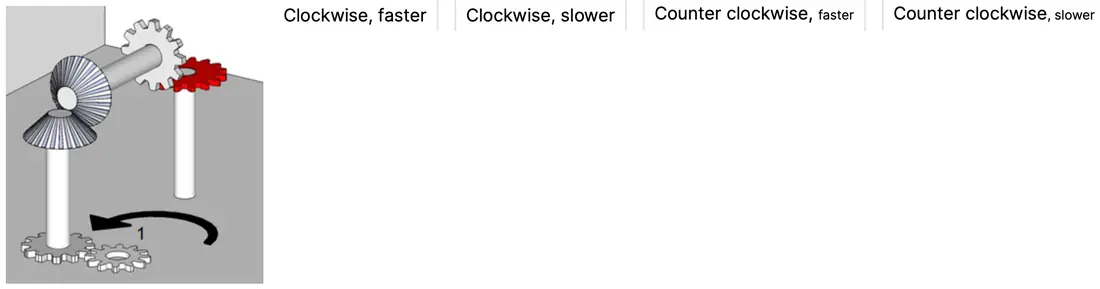 Clockwise, faster
Clockwise, slower
Counter clockwise, faster
Counter clockwise, slower
1